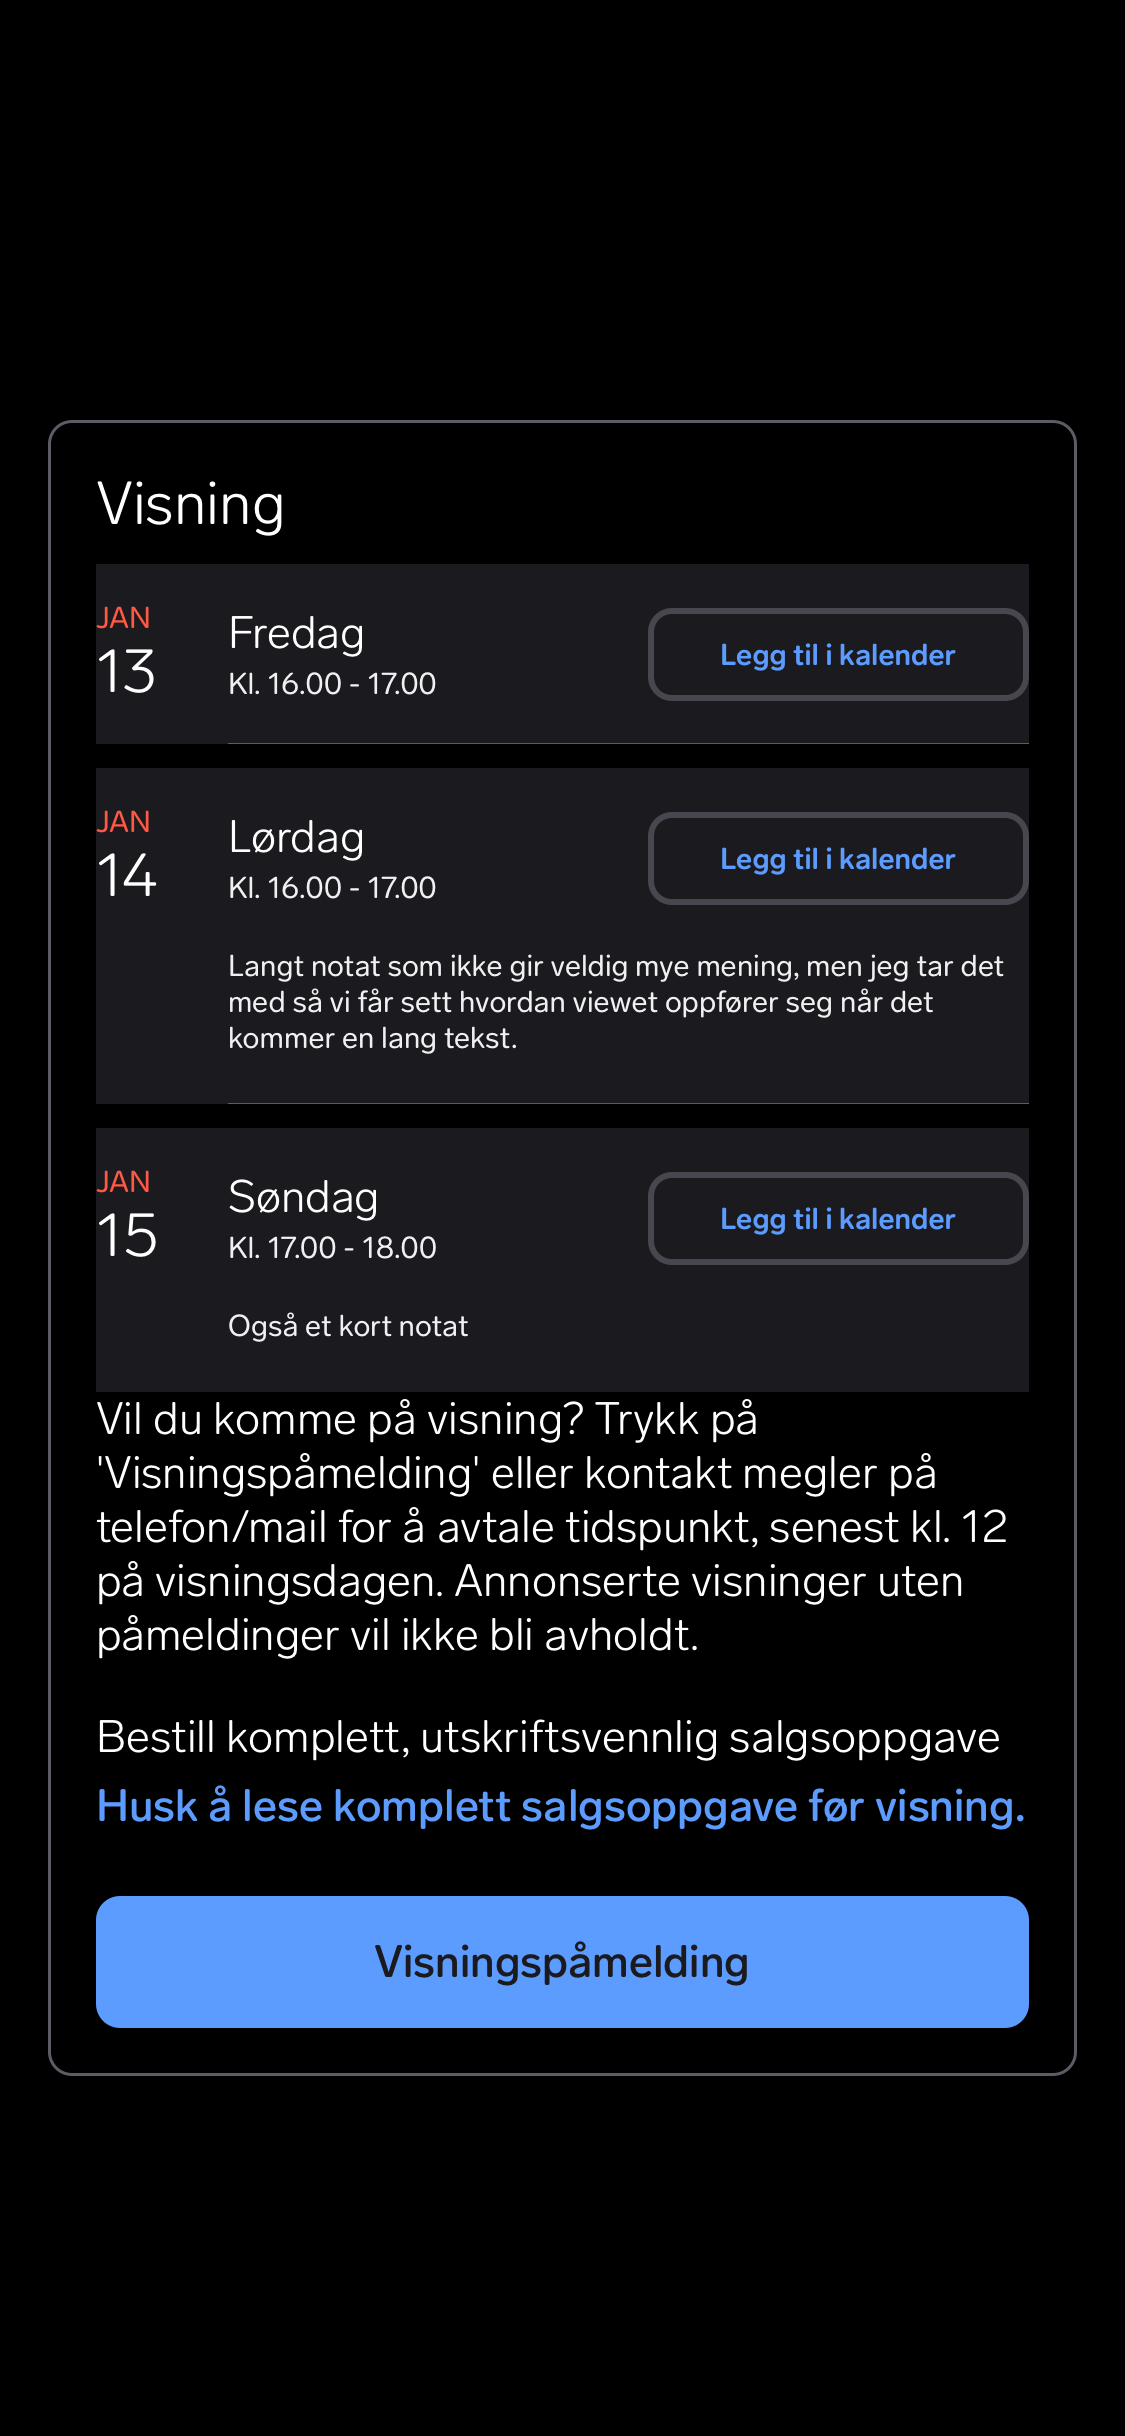 Visning
JAN
13
Fredag
Kl. 16.00 - 17.00
Legg til i kalender
JAN
14
Lørdag
Kl. 16.00 - 17.00
Legg til i kalender
Langt notat som ikke gir veldig mye mening, men jeg tar det
med så vi får sett hvordan viewet oppfører seg når det
kommer en lang tekst.
JAN
15
Søndag
Kl. 17.00 - 18.00
Legg til i kalender
Også et kort notat
Vil du komme på visning? Trykk på
'Visningspåmelding' eller kontakt megler på
telefon/mail for å avtale tidspunkt, senest kl. 12
på visningsdagen. Annonserte visninger uten
påmeldinger vil ikke bli avholdt.
Bestill komplett, utskriftsvennlig salgsoppgave
Husk å lese komplett salgsoppgave før visning.
Visningspåmelding